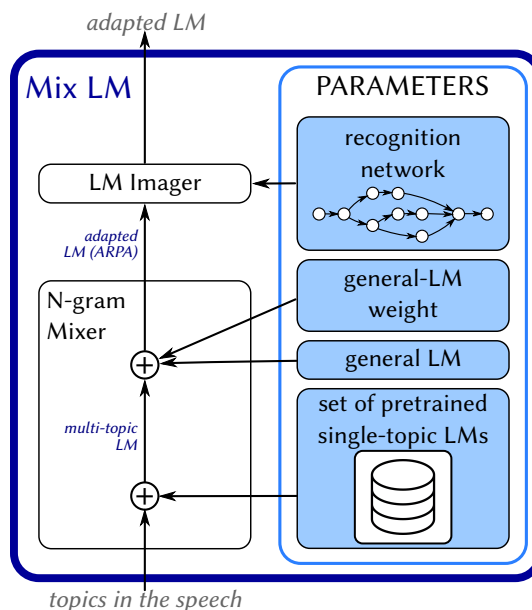 adapted LM
Mix LM
PARAMETERS
recognition
network
LM Imager
adapted
LM (ARPA)
general-LM
weight
N-gram
Mixer
general LM
set of pretrained
single-topic LMs
multi-topic
LM
topics in the speech